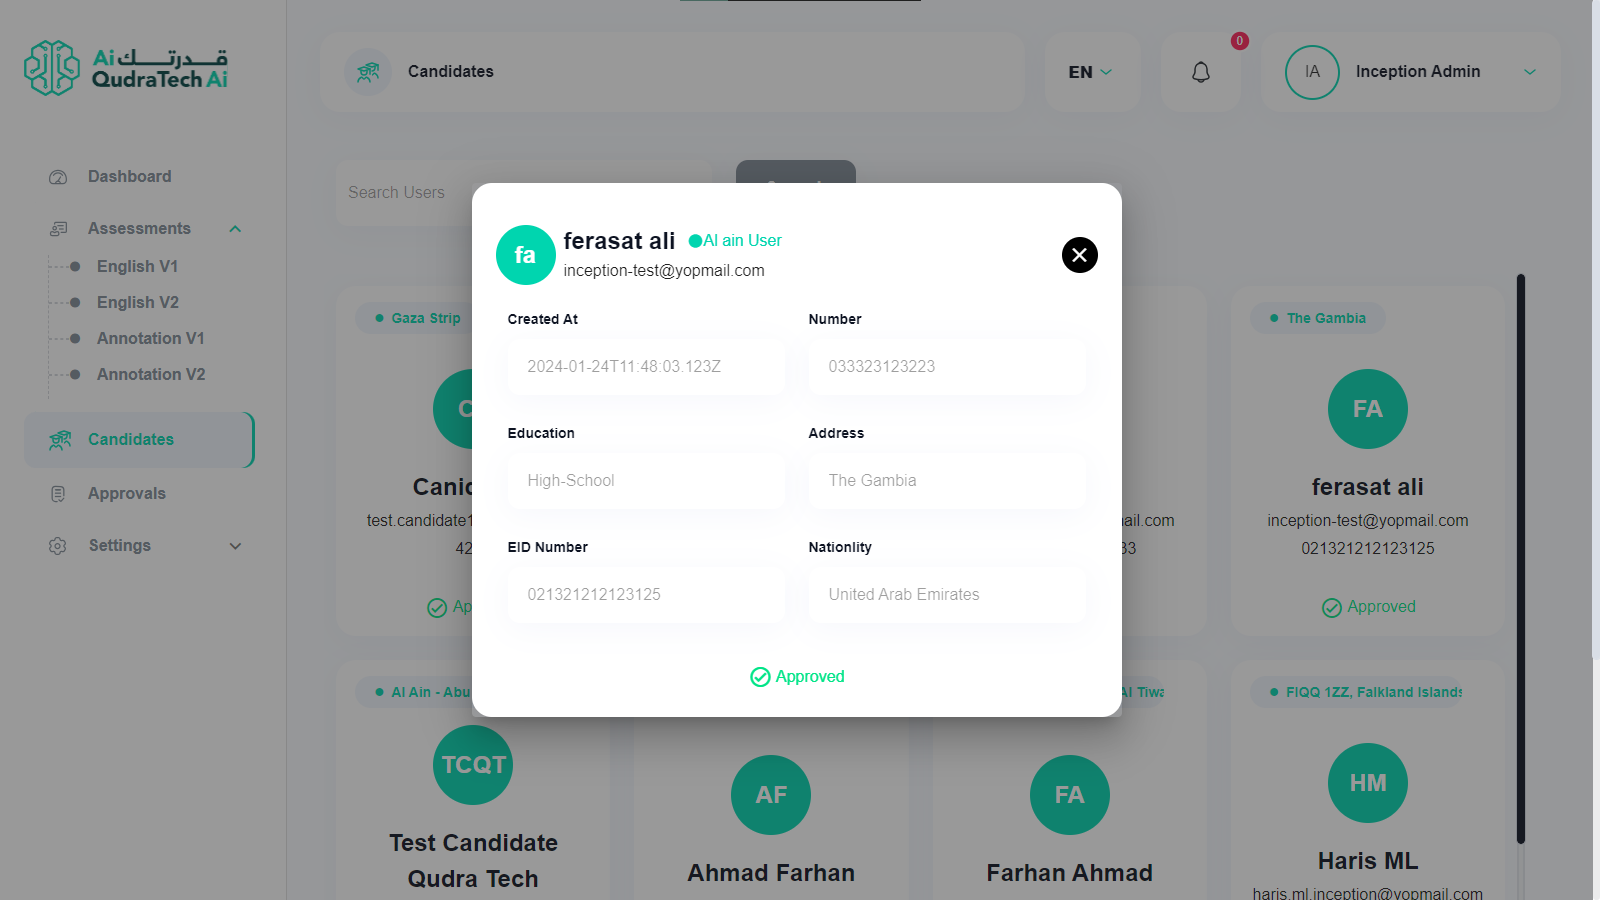 Ai قـدرتــك
QudraTech Ai
Candidates
EN
0
IA
Inception Admin
Dashboard
Assessments
English V1
English V2
Annotation V1
Annotation V2
Candidates
Approvals
Settings
Search Users
fa
ferasat ali
Al ain User
inception-test@yopmail.com
Created At
Number
2024-01-24T11:48:03.123Z
033323123223
Education
Address
High-School
The Gambia
EID Number
Nationlity
021321212123125
United Arab Emirates
Approved
Gaza Strip
C
Canid
test.candidate1
42
Ap
ail.com
33
The Gambia
FA
ferasat ali
inception-test@yopmail.com
021321212123125
Approved
Al Ain - Abu
TCQT
Test Candidate
Qudra Tech
AF
Ahmad Farhan
Al Tiwa
FA
Farhan Ahmad
FIQQ 1ZZ, Falkland Islands
HM
Haris ML
haris.ml.inception@yopmail.com